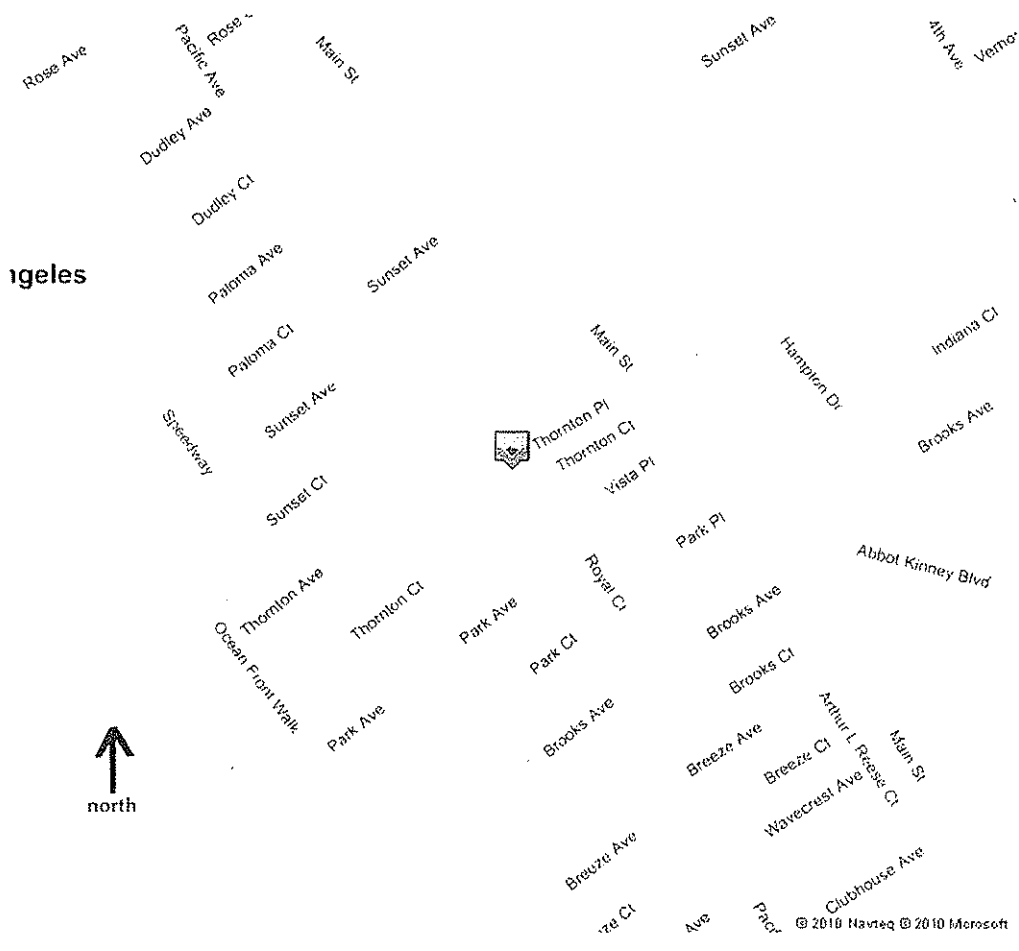 Rose Ave
Pacific Ave
Rose
Main St
Sunset Ave
4th Ave
Dudley Ave
Dudley Ct
Paloma Ave
Sunset Ave
ngeles
Paloma Ct
Main St
Hampton Dr
Indiana Ct
Sunset Ave
Speedway
Thornton Pl
Thornton Ct
Brooks Ave
Vista Pl
Sunset Ct
Park Pl
Abbot Kinney Blvd
Royal Ct
Thornton Ave
Thornton Ct
Park Ave
Brooks Ave
Ocean Front Walk
Park Ct
Brooks Ct
Park Ave
Brooks Ave
Breeze Ave
Arthur L Reese Ct
Main St
Breeze Ct
Wavecrest Ave
north
Breeze Ave
Clubhouse Ave
ze Ct
Ave
© 2010 Navteq © 2010 Microsoft